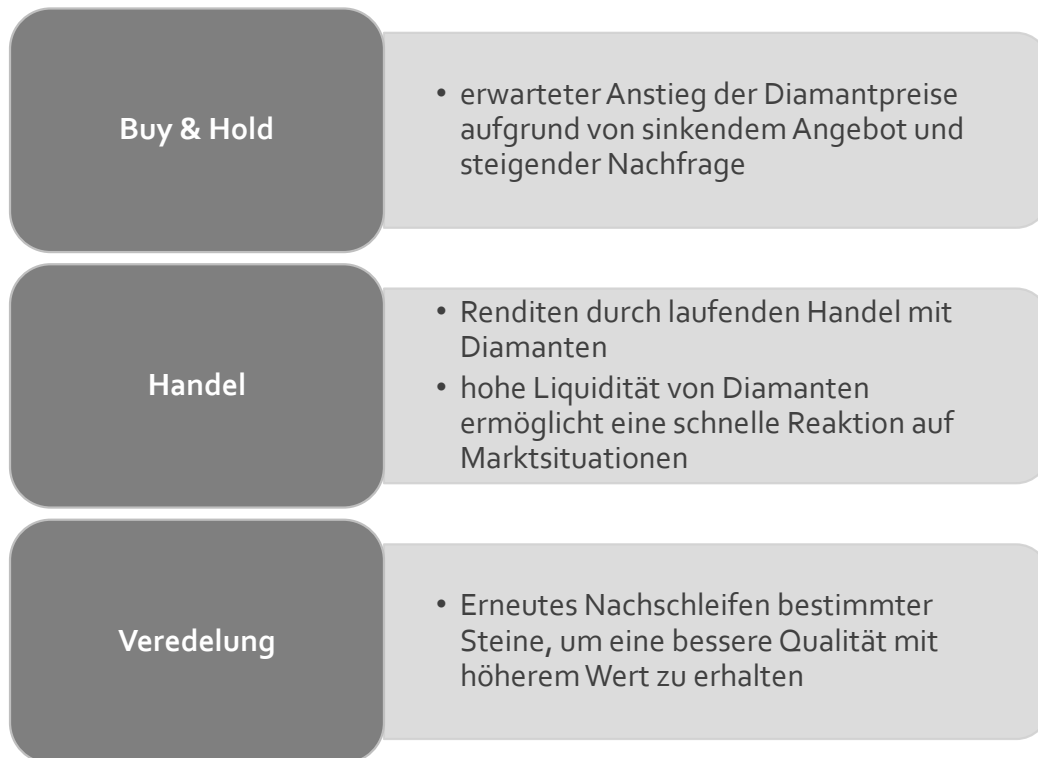 Buy & Hold
• erwarteter Anstieg der Diamantpreise
aufgrund von sinkendem Angebot und
steigender Nachfrage
Handel
• Renditen durch laufenden Handel mit
Diamanten
• hohe Liquidität von Diamanten
ermöglicht eine schnelle Reaktion auf
Marktsituationen
Veredelung
• Erneutes Nachschleifen bestimmter
Steine, um eine bessere Qualität mit
höherem Wert zu erhalten